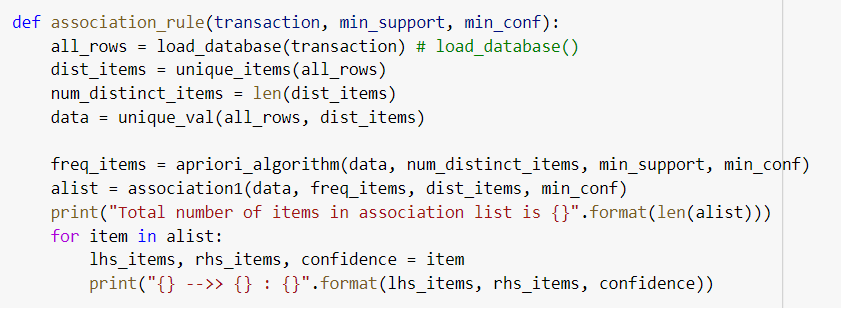 def association_rule(transaction, min_support, min_conf):
    all_rows = load_database(transaction) # load_database()
    dist_items = unique_items(all_rows)
    num_distinct_items = len(dist_items)
    data = unique_val(all_rows, dist_items)

    freq_items = apriori_algorithm(data, num_distinct_items, min_support, min_conf)
    alist = association1(data, freq_items, dist_items, min_conf)
    print("Total number of items in association list is {}".format(len(alist)))
    for item in alist:
        lhs_items, rhs_items, confidence = item
        print("{} -->> {} : {}".format(lhs_items, rhs_items, confidence))